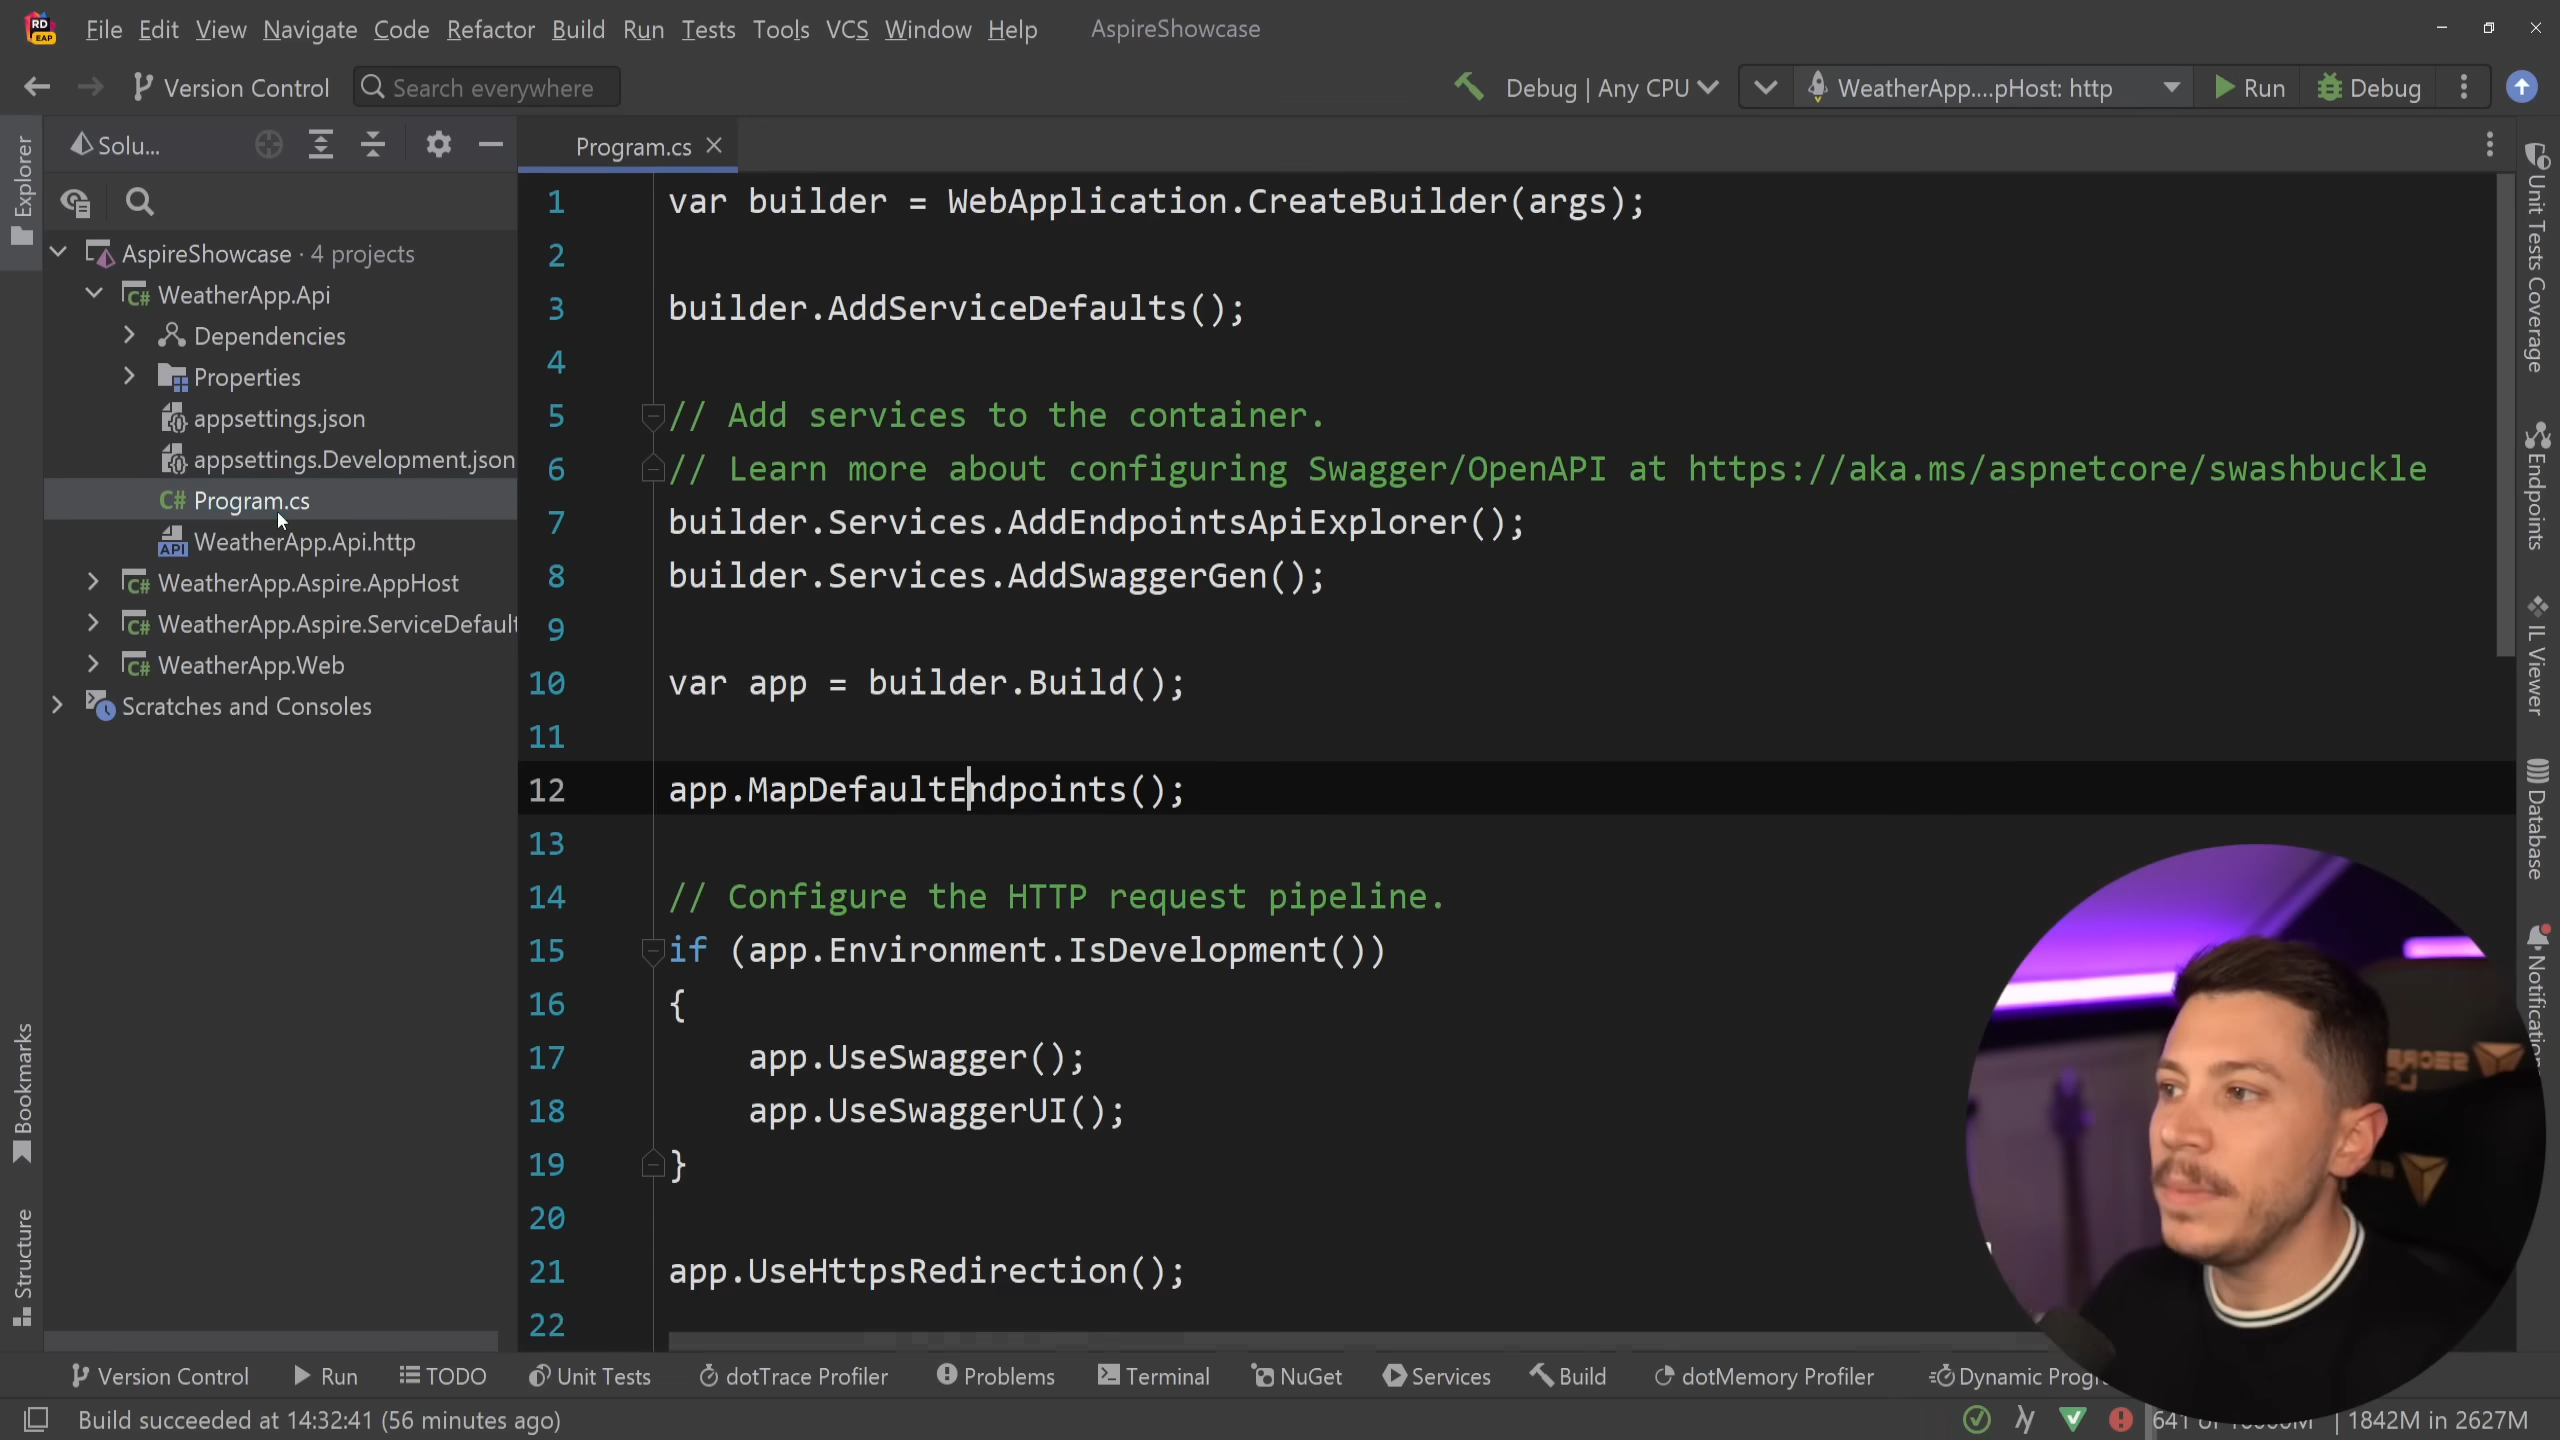 File Edit View Navigate Code Refactor Build Run Tests Tools VCS Window Help AspireShowcase
Version Control Search everywhere Debug | Any CPU WeatherApp....pHost: http Run Debug
Explorer
Solu...
Program.cs
AspireShowcase · 4 projects
WeatherApp.Api
Dependencies
Properties
appsettings.json
appsettings.Development.json
C# Program.cs
API WeatherApp.Api.http
C# WeatherApp.Aspire.AppHost
C# WeatherApp.Aspire.ServiceDefault
C# WeatherApp.Web
Scratches and Consoles
Bookmarks
Structure
1 var builder = WebApplication.CreateBuilder(args);
2
3 builder.AddServiceDefaults();
4
5 // Add services to the container.
6 // Learn more about configuring Swagger/OpenAPI at https://aka.ms/aspnetcore/swashbuckle
7 builder.Services.AddEndpointsApiExplorer();
8 builder.Services.AddSwaggerGen();
9
10 var app = builder.Build();
11
12 app.MapDefaultEndpoints();
13
14 // Configure the HTTP request pipeline.
15 if (app.Environment.IsDevelopment())
16 {
17 app.UseSwagger();
18 app.UseSwaggerUI();
19 }
20
21 app.UseHttpsRedirection();
22
Unit Tests Coverage
Endpoints
IL Viewer
Database
Notification
Version Control Run TODO Unit Tests dotTrace Profiler Problems Terminal NuGet Services Build dotMemory Profiler Dynamic Progr
Build succeeded at 14:32:41 (56 minutes ago) 1842M in 2627M